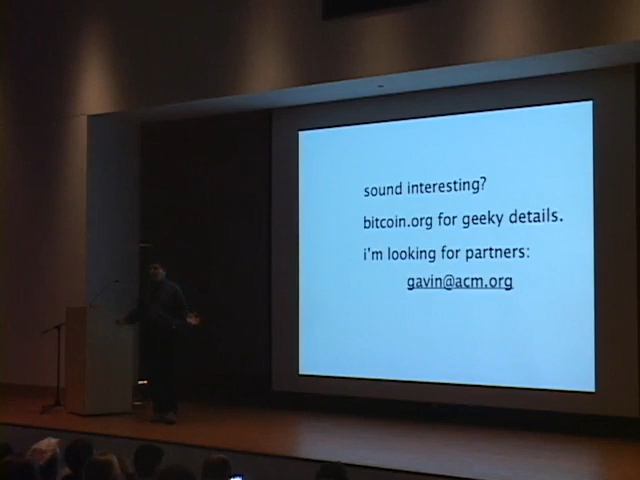 sound interesting?
bitcoin.org for geeky details.
i'm looking for partners:
gavin@acm.org